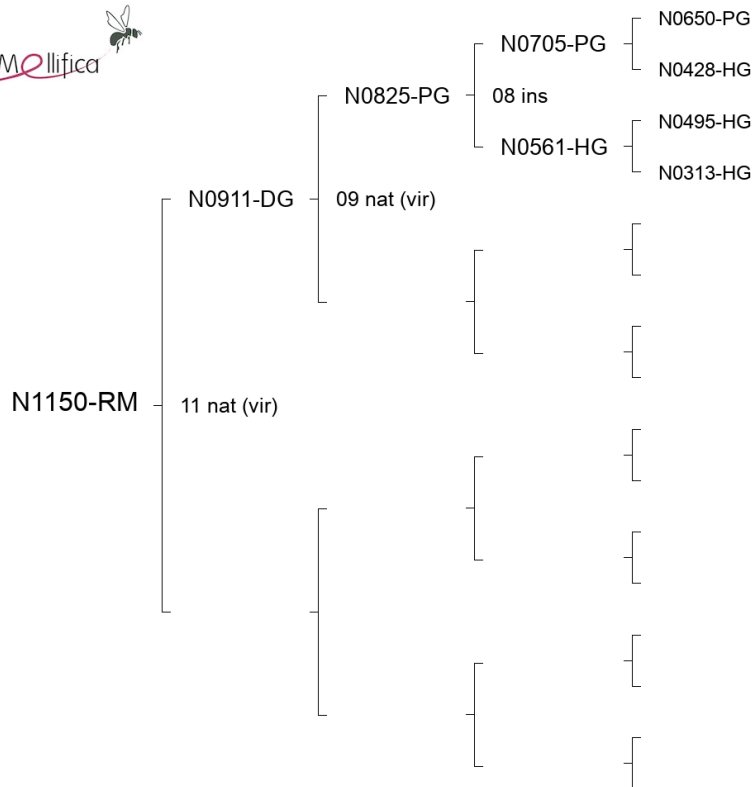 Mellifica
N0650-PG
N0705-PG
N0428-HG
N0825-PG
08 ins
N0495-HG
N0561-HG
N0313-HG
N0911-DG
09 nat (vir)
N1150-RM
11 nat (vir)